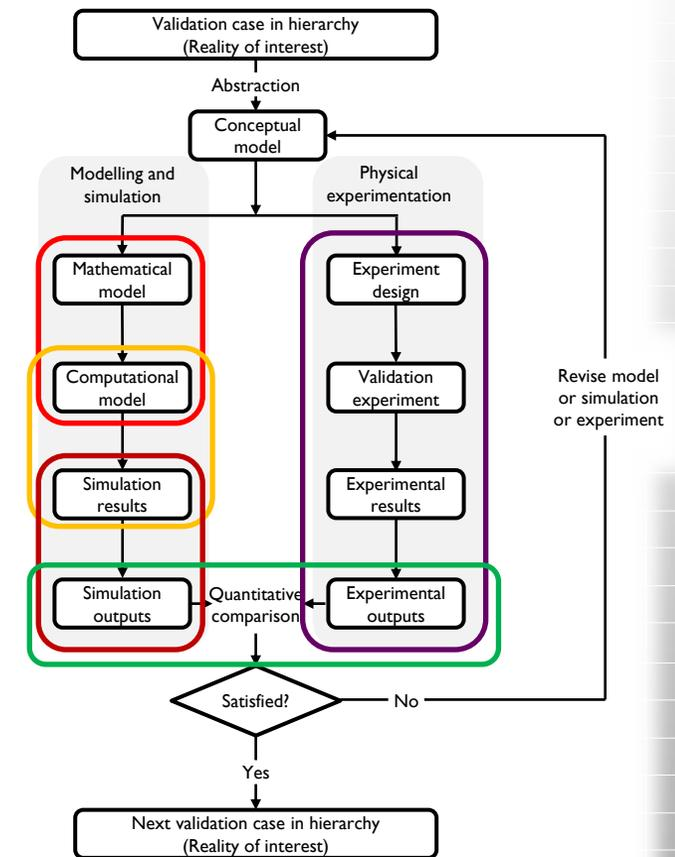 Validation case in hierarchy
(Reality of interest)
Abstraction
Conceptual
model
Modelling and
simulation
Physical
experimentation
Mathematical
model
Experiment
design
Computational
model
Validation
experiment
Revise model
or simulation
or experiment
Simulation
results
Experimental
results
Simulation
outputs
Quantitative
comparison
Experimental
outputs
Satisfied?
No
Yes
Next validation case in hierarchy
(Reality of interest)